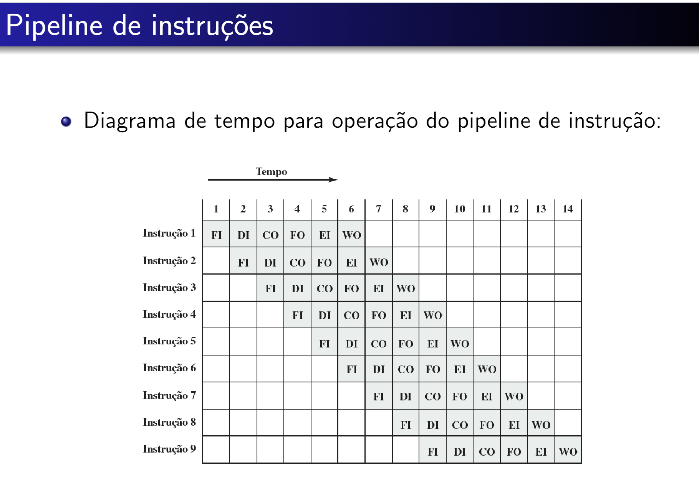 Pipeline de instruções
Diagrama de tempo para operação do pipeline de instrução:
Tempo
1 2 3 4 5 6 7 8 9 10 11 12 13 14
Instrução 1 FI DI CO FO EI WO
Instrução 2 FI DI CO FO EI WO
Instrução 3 FI DI CO FO EI WO
Instrução 4 FI DI CO FO EI WO
Instrução 5 FI DI CO FO EI WO
Instrução 6 FI DI CO FO EI WO
Instrução 7 FI DI CO FO EI WO
Instrução 8 FI DI CO FO EI WO
Instrução 9 FI DI CO FO EI WO